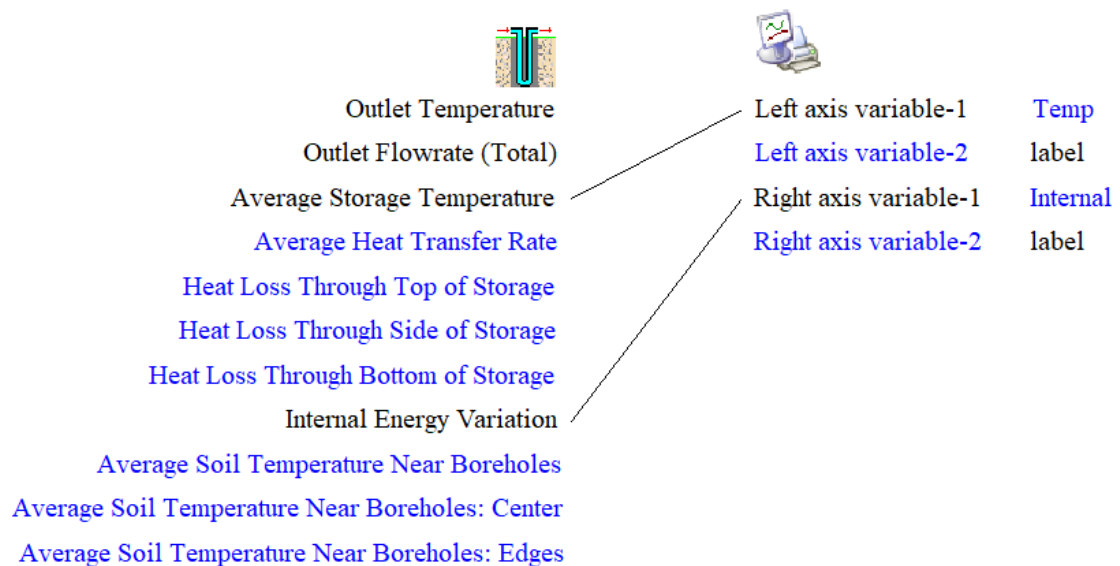 Outlet Temperature Left axis variable-1 Temp
Outlet Flowrate (Total) Left axis variable-2 label
Average Storage Temperature Right axis variable-1 Internal
Average Heat Transfer Rate Right axis variable-2 label
Heat Loss Through Top of Storage
Heat Loss Through Side of Storage
Heat Loss Through Bottom of Storage
Internal Energy Variation
Average Soil Temperature Near Boreholes
Average Soil Temperature Near Boreholes: Center
Average Soil Temperature Near Boreholes: Edges